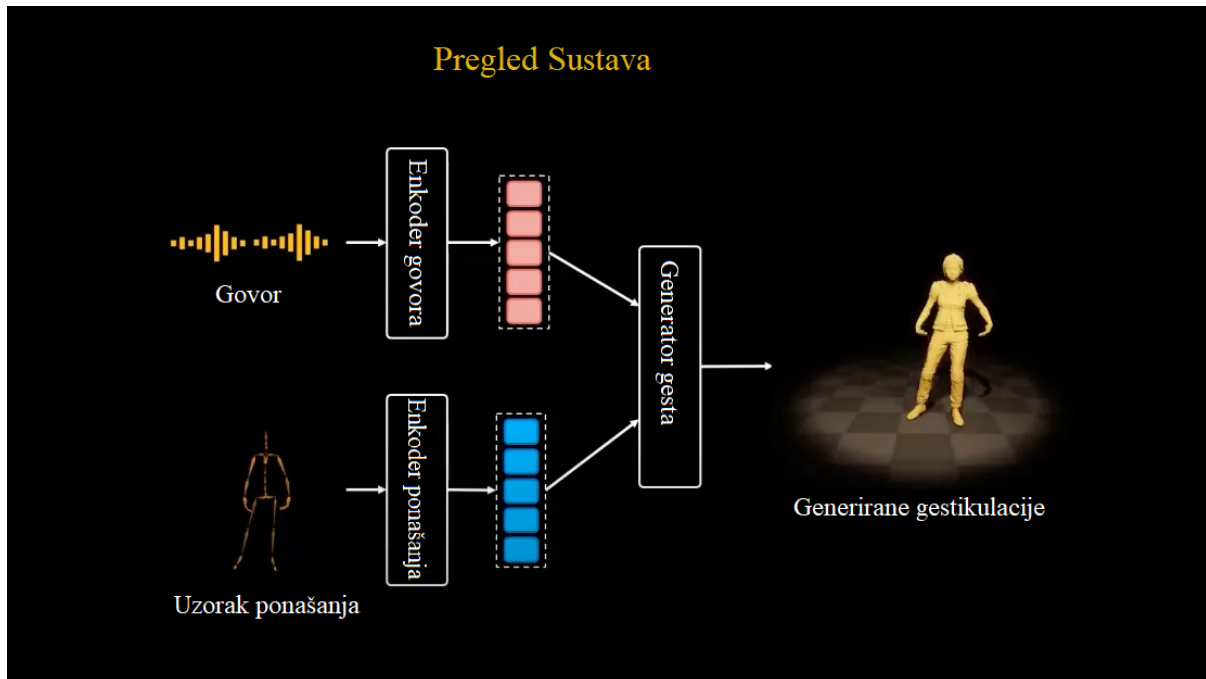 Pregled Sustava
Enkoder govora
Govor
Generator gesta
Enkoder ponašanja
Generirane gestikulacije
Uzorak ponašanja